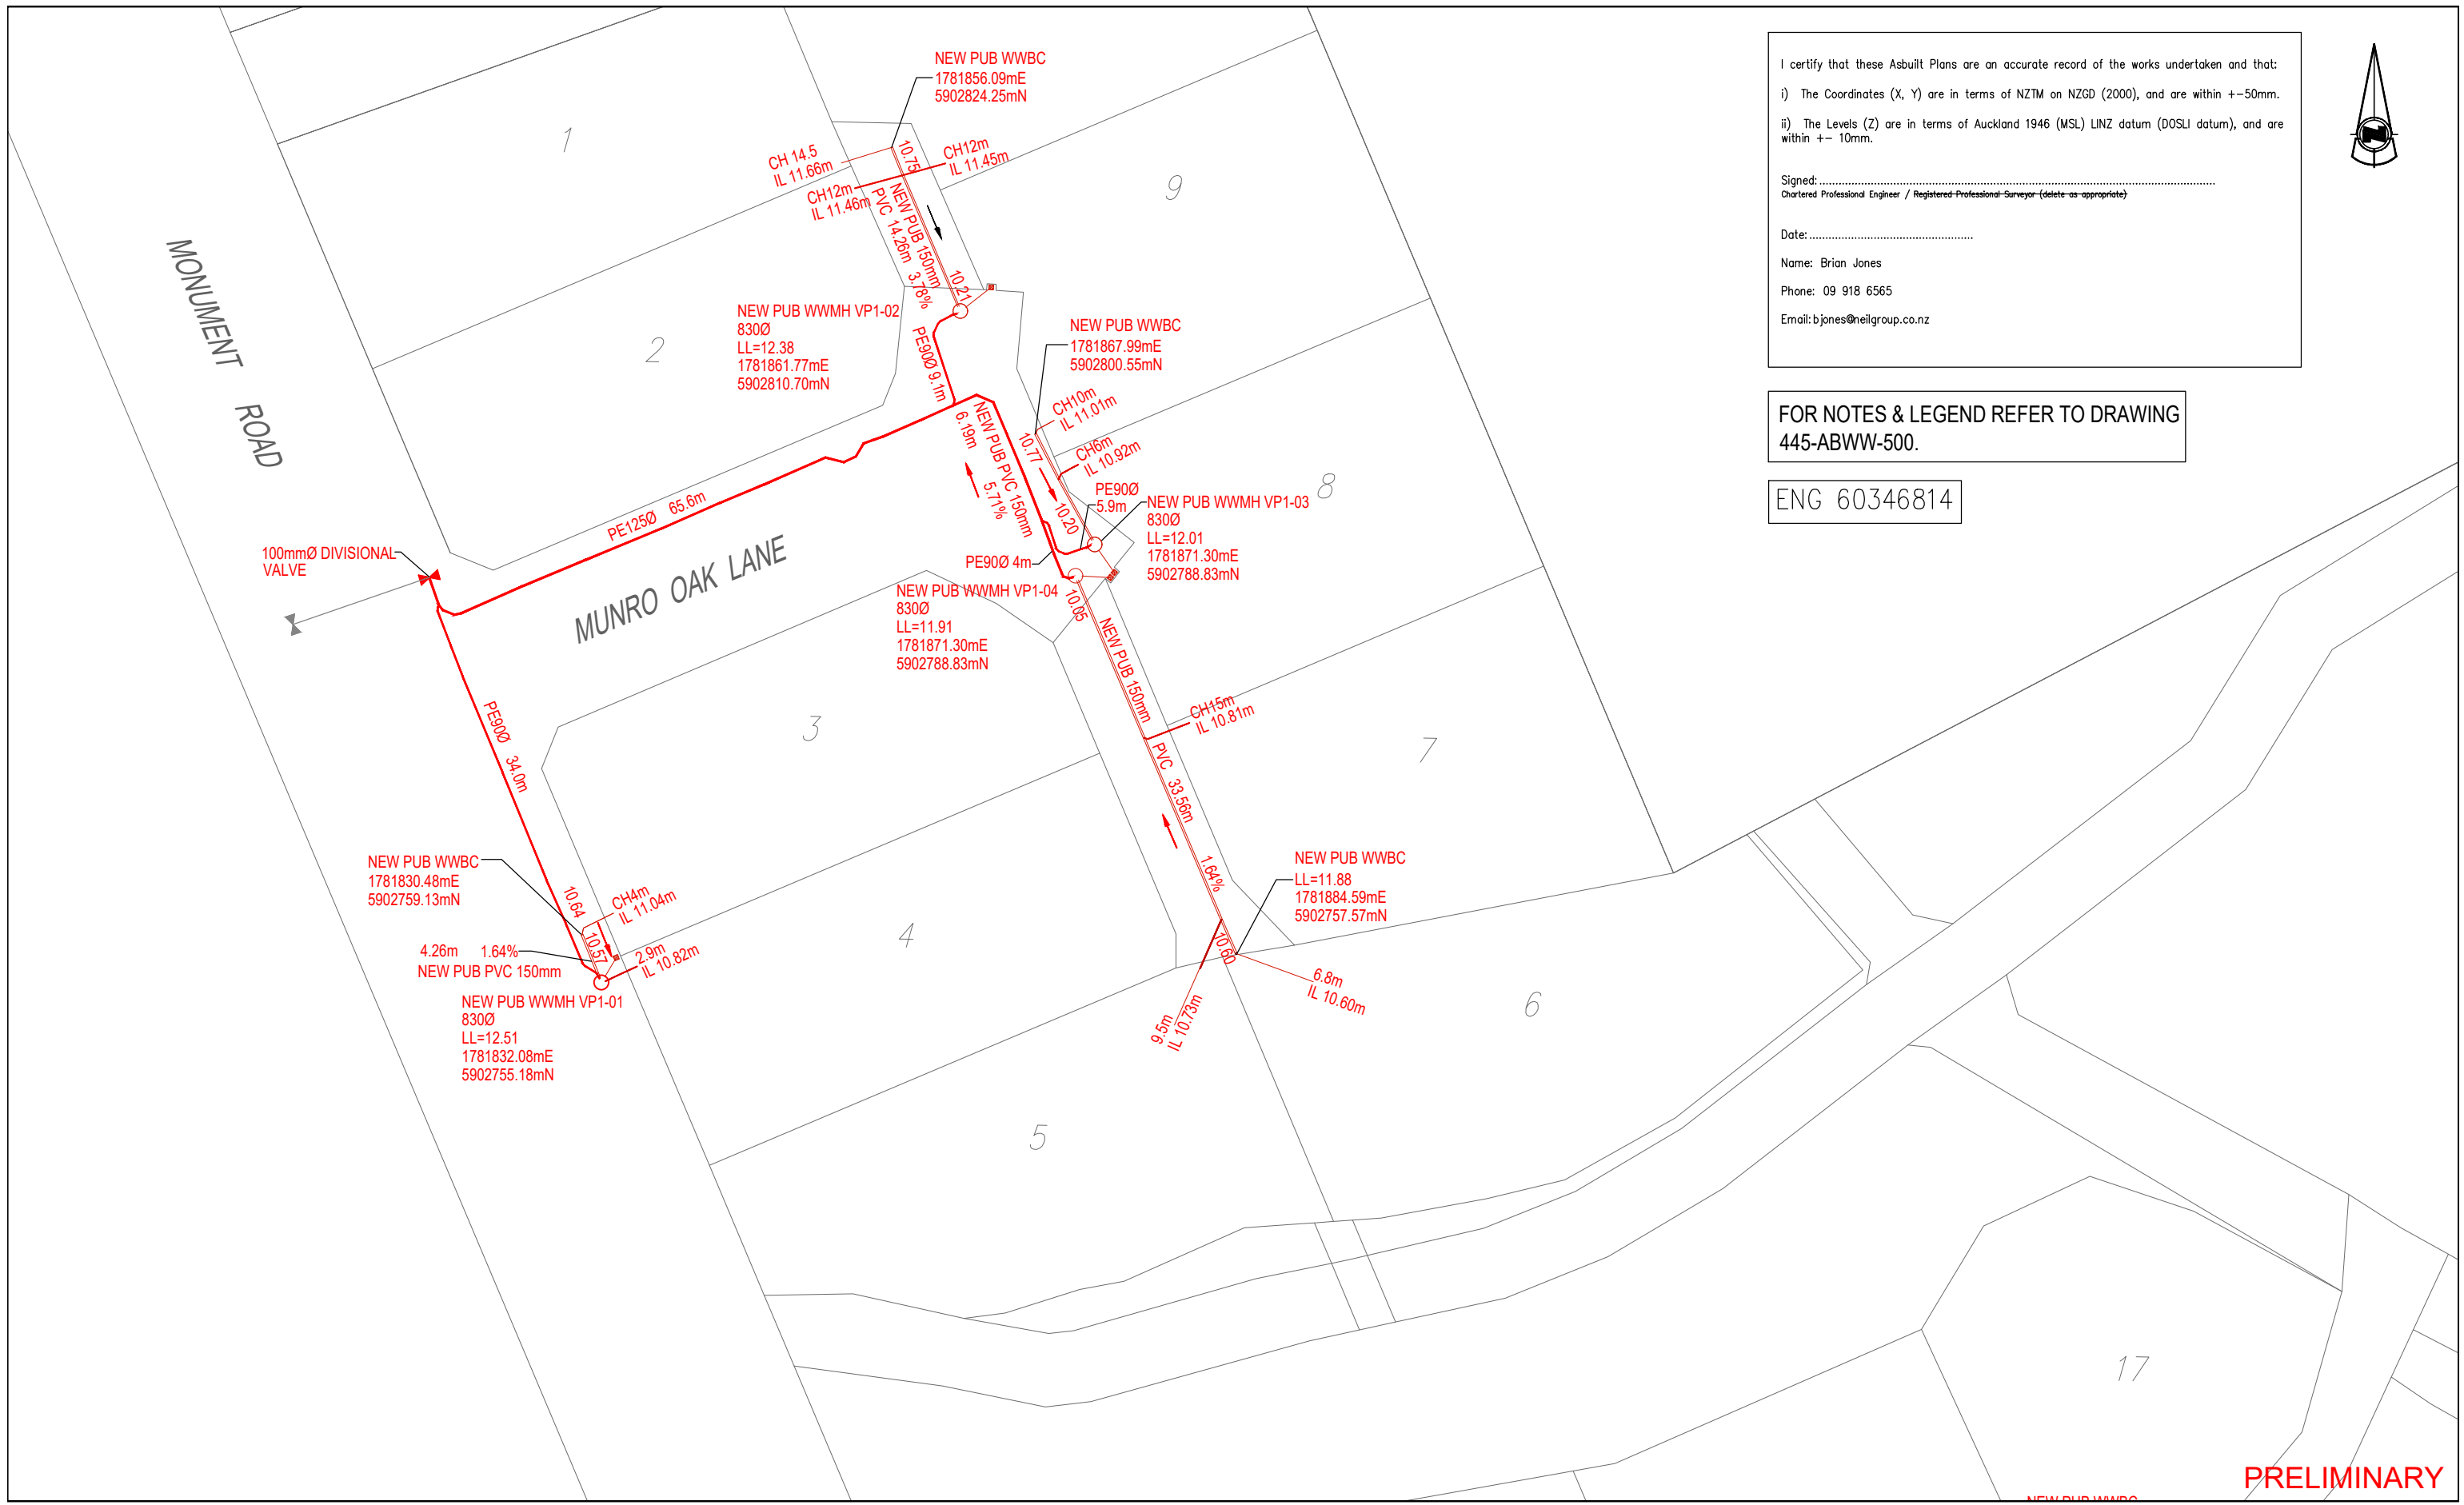 NEW PUB WWBC
1781856.09mE
5902824.25mN
CH 14.5
IL 11.66m
10.75
CH12m
IL 11.45m
CH12m
IL 11.46m
NEW PUB 150mm
PVC 14.26m 3.78%
10.21
1
9
2
MONUMENT ROAD
NEW PUB WWMH VP1-02
830Ø
LL=12.38
1781861.77mE
5902810.70mN
PE90Ø 9.1m
NEW PUB WWBC
1781867.99mE
5902800.55mN
CH10m
IL 11.01m
10.77
CH6m
IL 10.92m
NEW PUB PVC 150mm
6.19m 5.71%
10.20
8
PE90Ø
5.9m
NEW PUB WWMH VP1-03
830Ø
LL=12.01
1781871.30mE
5902788.83mN
PE125Ø 65.6m
100mmØ DIVISIONAL
VALVE
MUNRO OAK LANE
PE90Ø 4m
NEW PUB WWMH VP1-04
830Ø
LL=11.91
1781871.30mE
5902788.83mN
10.05
NEW PUB 150mm PVC 33.56m 1.64%
CH15m
IL 10.81m
3
7
PE90Ø 34.0m
NEW PUB WWBC
1781830.48mE
5902759.13mN
10.64
CH4m
IL 11.04m
10.57
4.26m 1.64%
NEW PUB PVC 150mm
2.9m
IL 10.82m
NEW PUB WWMH VP1-01
830Ø
LL=12.51
1781832.08mE
5902755.18mN
4
NEW PUB WWBC
LL=11.88
1781884.59mE
5902757.57mN
10.60
6.8m
IL 10.60m
9.5m
IL 10.73m
6
5
17
I certify that these Asbuilt Plans are an accurate record of the works undertaken and that:
i) The Coordinates (X, Y) are in terms of NZTM on NZGD (2000), and are within +-50mm.
ii) The Levels (Z) are in terms of Auckland 1946 (MSL) LINZ datum (DOSLI datum), and are
within +- 10mm.
Signed:
Chartered Professional Engineer / Registered Professional Surveyor (delete as appropriate)
Date:
Name: Brian Jones
Phone: 09 918 6565
Email: bjones@neilgroup.co.nz
FOR NOTES & LEGEND REFER TO DRAWING
445-ABWW-500.
ENG 60346814
PRELIMINARY
NEW PUB WWBC